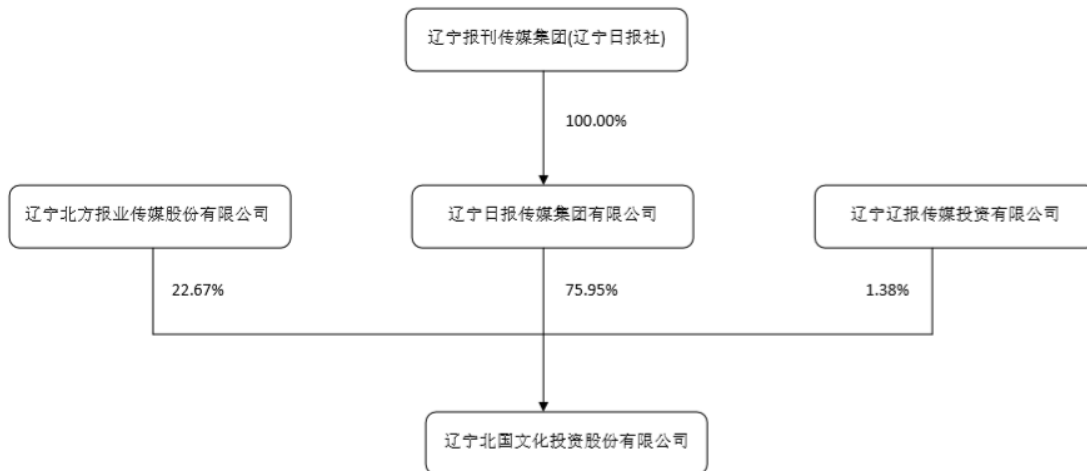 辽宁报刊传媒集团(辽宁日报社)
100.00%
辽宁北方报业传媒股份有限公司
辽宁日报传媒集团有限公司
辽宁辽报传媒投资有限公司
22.67%
75.95%
1.38%
辽宁北国文化投资股份有限公司